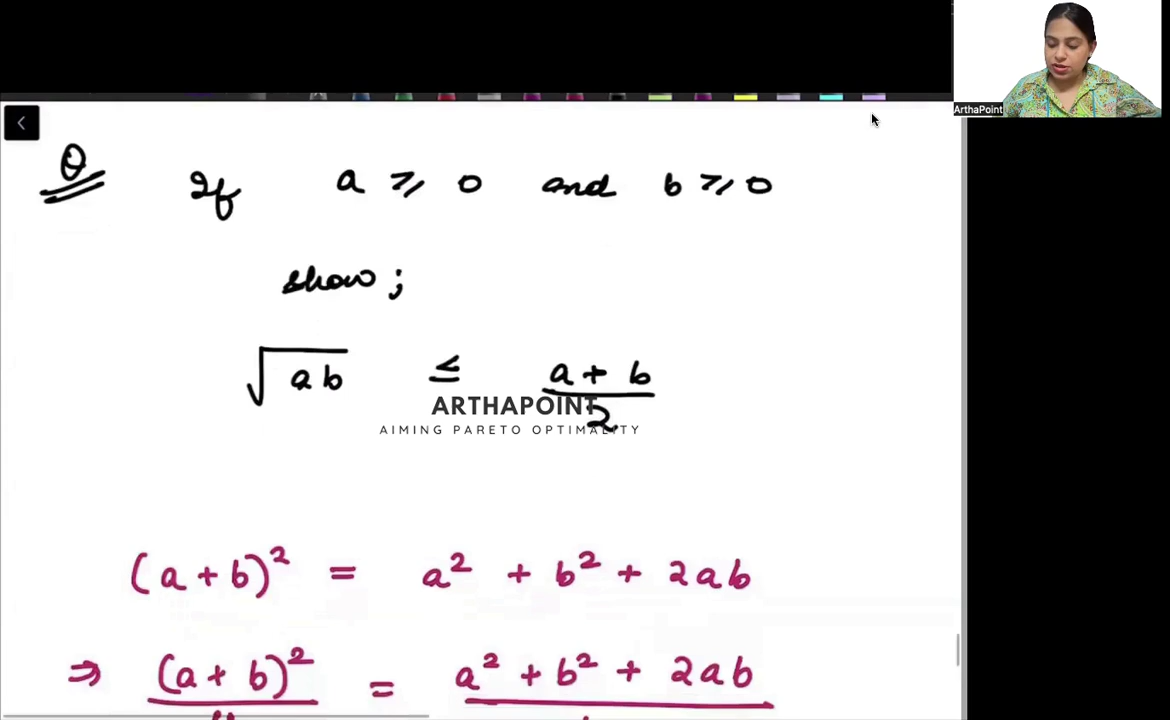 ArthaPoint
Q If a ≥ 0 and b ≥ 0
show;
√ab ≤ a + b / 2
ARTHAPOINT
AIMING PARETO OPTIMALITY
(a + b)² = a² + b² + 2ab
⇒ (a + b)² = a² + b² + 2ab